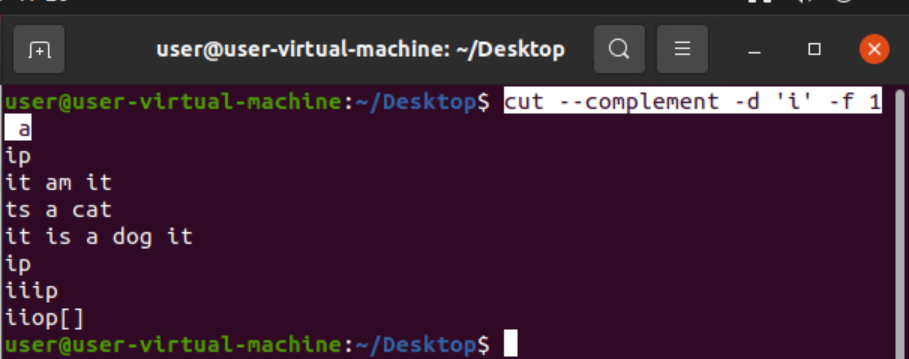 user@user-virtual-machine: ~/Desktop
user@user-virtual-machine:~/Desktop$ cut --complement -d 'i' -f 1
 a
ip
it am it
ts a cat
it is a dog it
ip
iiip
iiop[]
user@user-virtual-machine:~/Desktop$